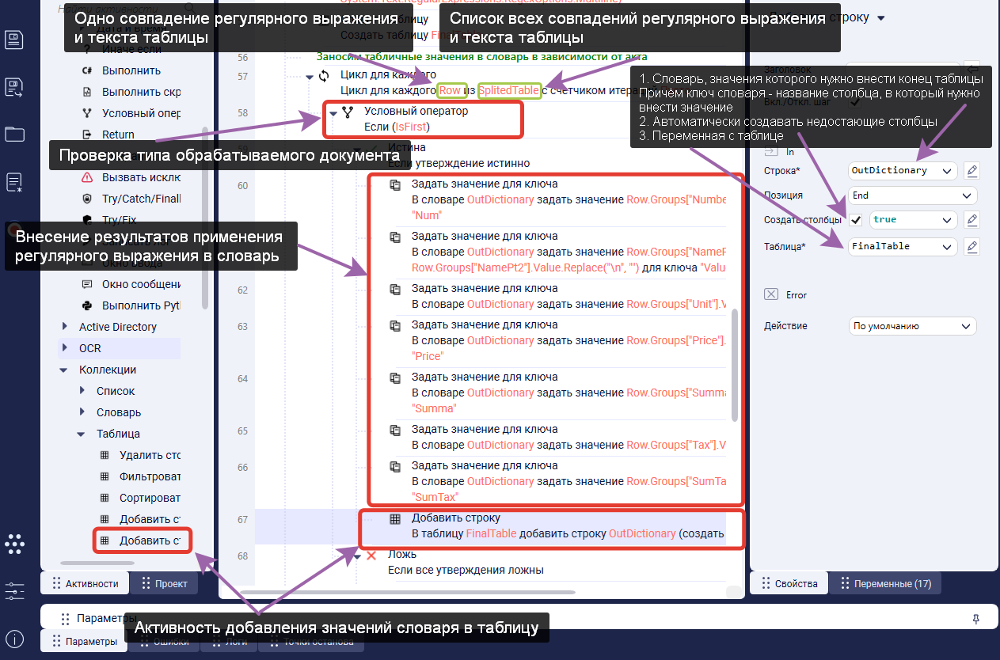 Найти активности
Дата и время
Иначе если
Выполнить
Выполнить скр
Условный опер
Return
Вызвать исклю
Try/Catch/Finall
Try/Fix
Окно ввода
Окно сообщени
Выполнить Pyt
Active Directory
OCR
Коллекции
Список
Словарь
Таблица
Удалить сто
Фильтроват
Сортироват
Добавить ст
Добавить ст
Активности
Проект
Одно совпадение регулярного выражения
и текста таблицы
Список всех совпадений регулярного выражения
и текста таблицы
Проверка типа обрабатываемого документа
Внесение результатов применения
регулярного выражения в словарь
Активность добавления значений словаря в таблицу
System.Text.RegularExpressions.RegexOptions.Multiline)
Создать таблицу FinalTable
56
Заносим табличные значения в словарь в зависимости от акта
57
Цикл для каждого
Цикл для каждого Row из SplitedTable с счетчиком итераций
58
Условный оператор
Если (IsFirst)
59
Истина
Если утверждение истинно
60
Задать значение для ключа
В словаре OutDictionary задать значение Row.Groups["Numbe
"Num"
Задать значение для ключа
В словаре OutDictionary задать значение Row.Groups["NameP
Row.Groups["NamePt2"].Value.Replace("\n", "") для ключа "Valu
62
Задать значение для ключа
В словаре OutDictionary задать значение Row.Groups["Unit"].V
63
Задать значение для ключа
В словаре OutDictionary задать значение Row.Groups["Price"].
"Price"
64
Задать значение для ключа
В словаре OutDictionary задать значение Row.Groups["Summa
"Summa"
65
Задать значение для ключа
В словаре OutDictionary задать значение Row.Groups["Tax"].V
66
Задать значение для ключа
В словаре OutDictionary задать значение Row.Groups["SumTa
"SumTax"
67
Добавить строку
В таблицу FinalTable добавить строку OutDictionary (создать
68
Ложь
Если все утверждения ложны
строку
Заголовок
1. Словарь, значения которого нужно внести конец таблицы
Причём ключ словаря - название столбца, в который нужно
внести значение
2. Автоматически создавать недостающие столбцы
3. Переменная с таблице
Вкл./Откл. шаг
In
Строка* OutDictionary
Позиция End
Создать столбцы true
Таблица* FinalTable
Error
Действие По умолчанию
Свойства
Переменные (17)
Параметры
Параметры
Ошибки
Логи
Точки останова